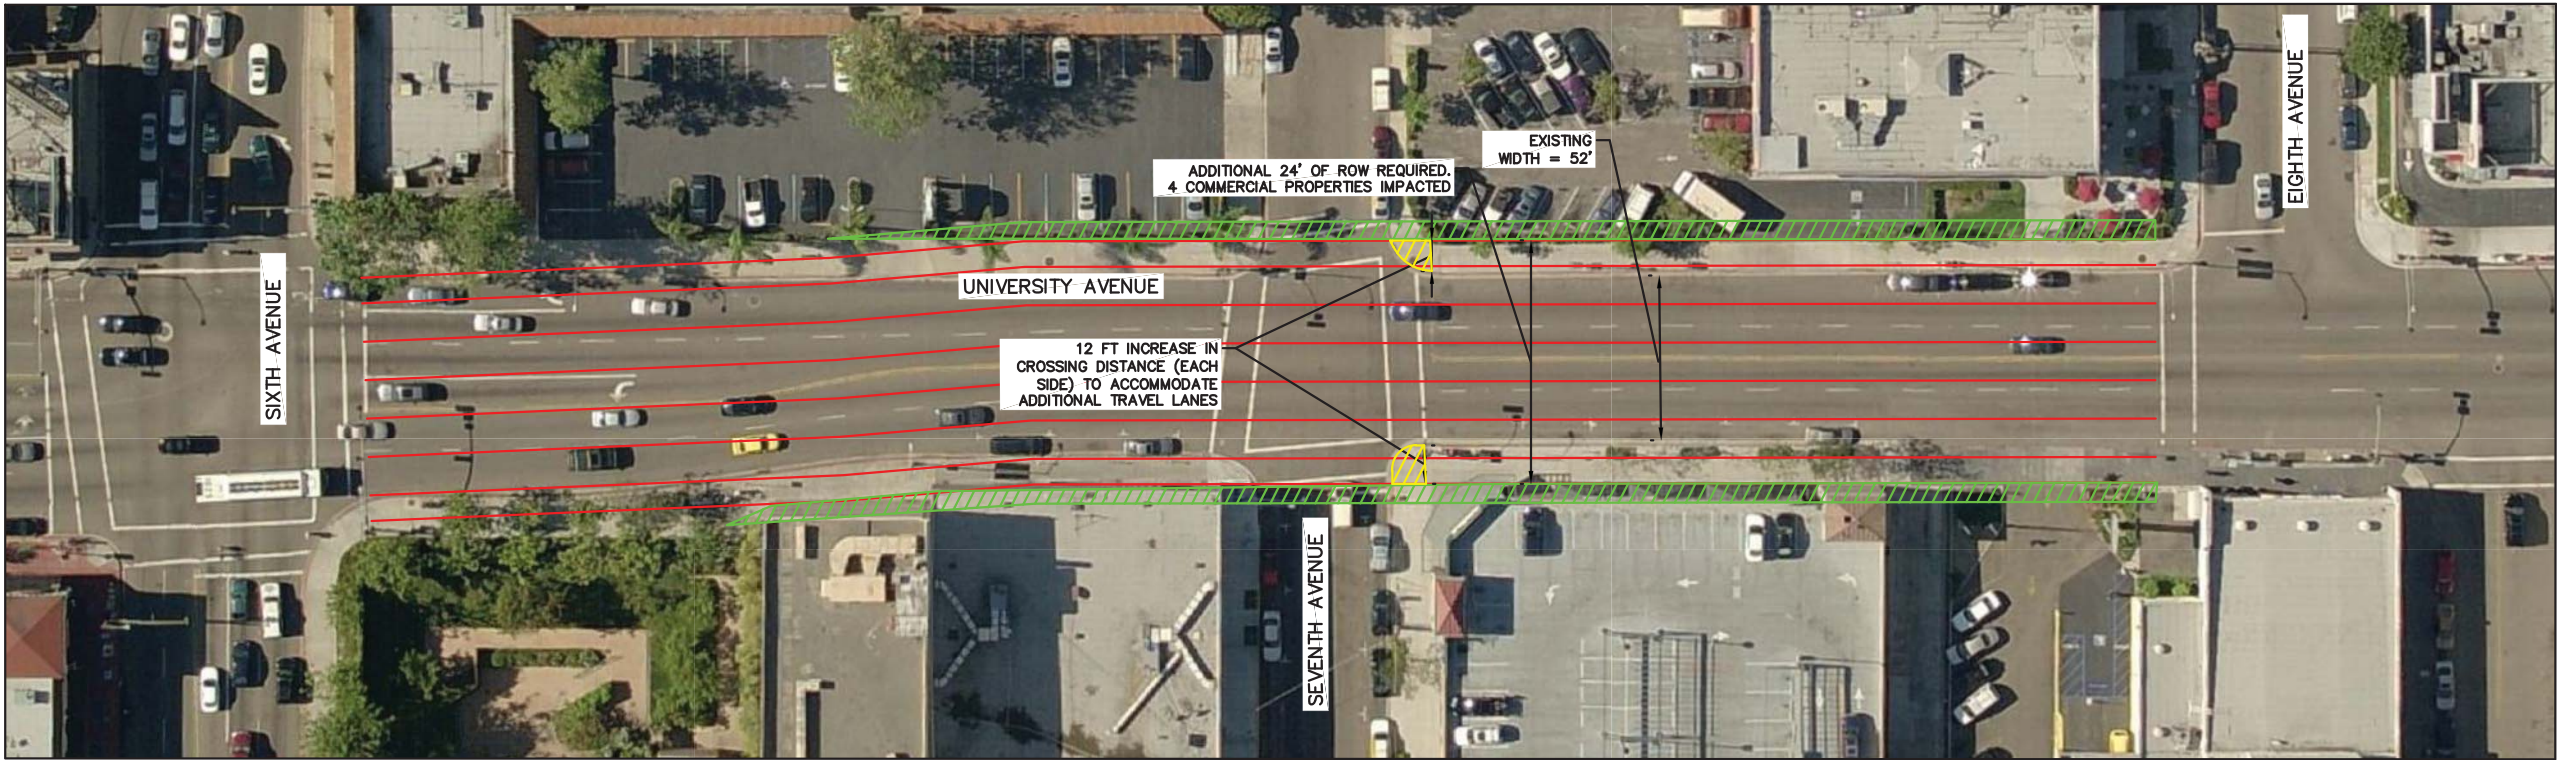 EXISTING
WIDTH = 52'
ADDITIONAL 24' OF ROW REQUIRED.
4 COMMERCIAL PROPERTIES IMPACTED
EIGHTH AVENUE
UNIVERSITY AVENUE
SIXTH AVENUE
12 FT INCREASE IN
CROSSING DISTANCE (EACH
SIDE) TO ACCOMMODATE
ADDITIONAL TRAVEL LANES
SEVENTH AVENUE